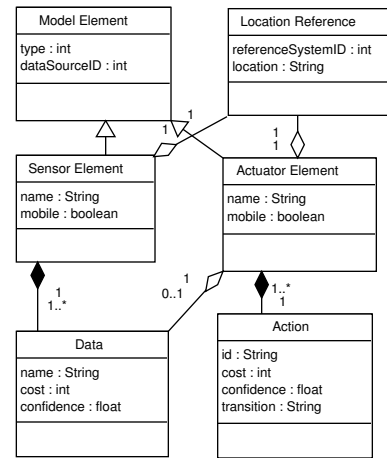 Model Element
type : int
dataSourceID : int
Location Reference
referenceSystemID : int
location : String
1
1
1
1
Sensor Element
name : String
mobile : boolean
Actuator Element
name : String
mobile : boolean
1
1..*
1
0..1
1..*
1
Data
name : String
cost : int
confidence : float
Action
id : String
cost : int
confidence : float
transition : String